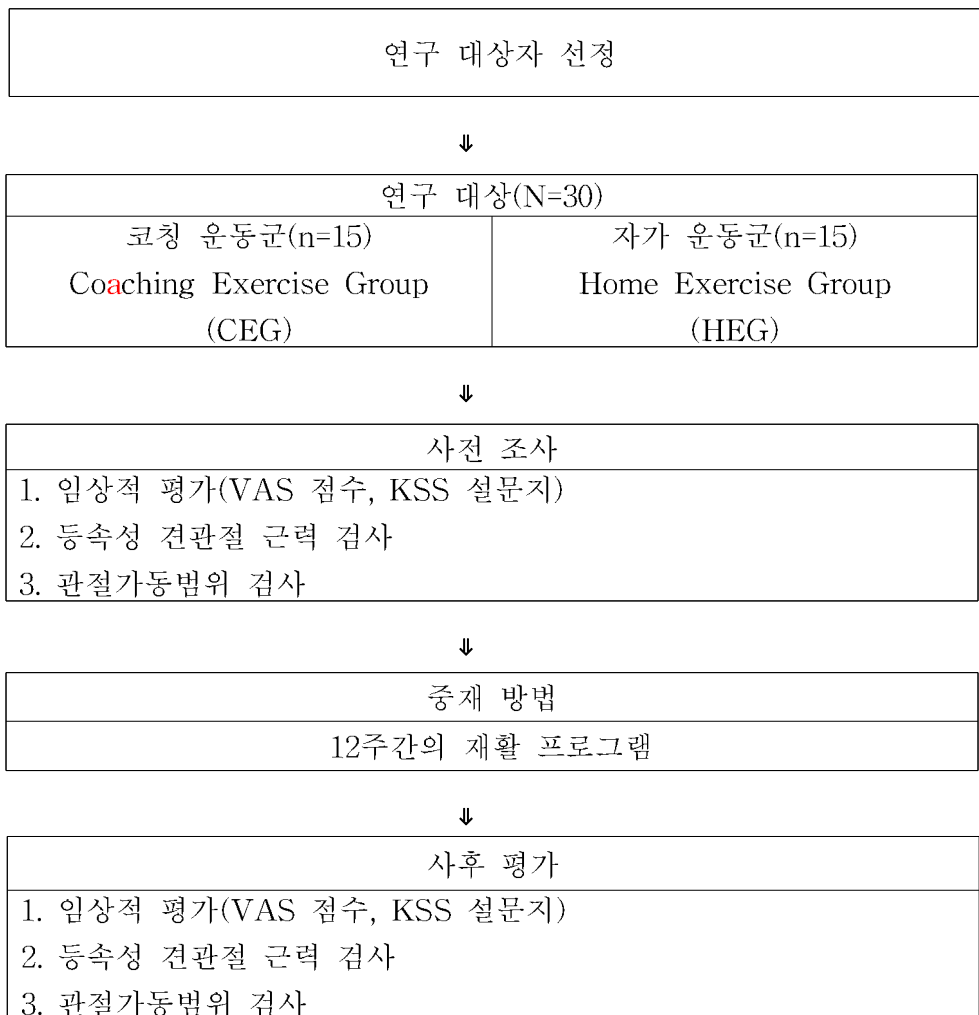 연구 대상자 선정
⇓
연구 대상(N=30)
코칭 운동군(n=15)
Coaching Exercise Group
(CEG)
자가 운동군(n=15)
Home Exercise Group
(HEG)
⇓
사전 조사
1. 임상적 평가(VAS 점수, KSS 설문지)
2. 등속성 견관절 근력 검사
3. 관절가동범위 검사
⇓
중재 방법
12주간의 재활 프로그램
⇓
사후 평가
1. 임상적 평가(VAS 점수, KSS 설문지)
2. 등속성 견관절 근력 검사
3. 관절가동범위 검사